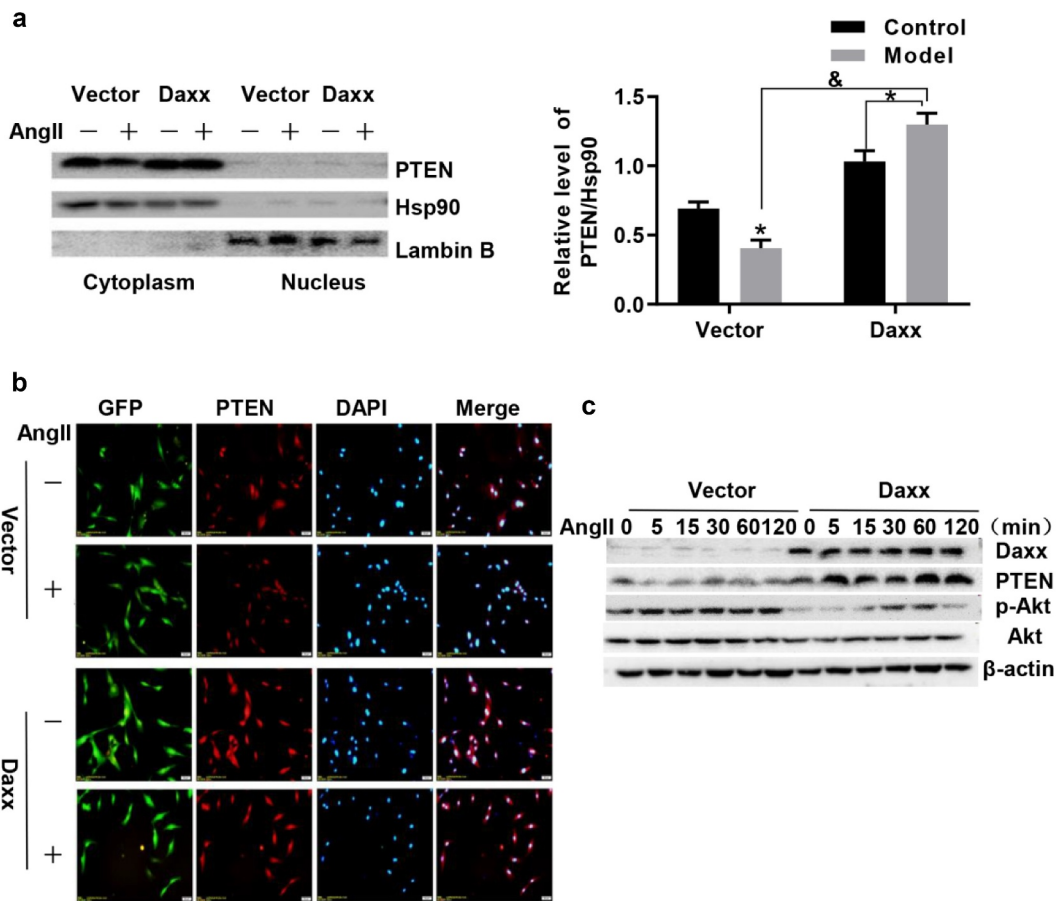 a
Vector Daxx Vector Daxx
AngII － ＋ － ＋ － ＋ － ＋
PTEN
Hsp90
Lambin B
Cytoplasm Nucleus
Control
Model
Relative level of
PTEN/Hsp90
1.5
1.0
0.5
0.0
&
*
*
Vector Daxx
b
GFP PTEN DAPI Merge
AngII
Vector
－
＋
Daxx
－
＋
c
Vector Daxx
AngII 0 5 15 30 60 120 0 5 15 30 60 120（min）
Daxx
PTEN
p-Akt
Akt
β-actin